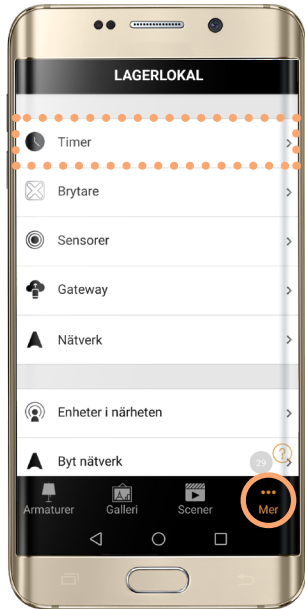 LAGERLOKAL
Timer
Brytare
Sensorer
Gateway
Nätverk
Enheter i närheten
Byt nätverk
29 ?
Armaturer Galleri Scener Mer